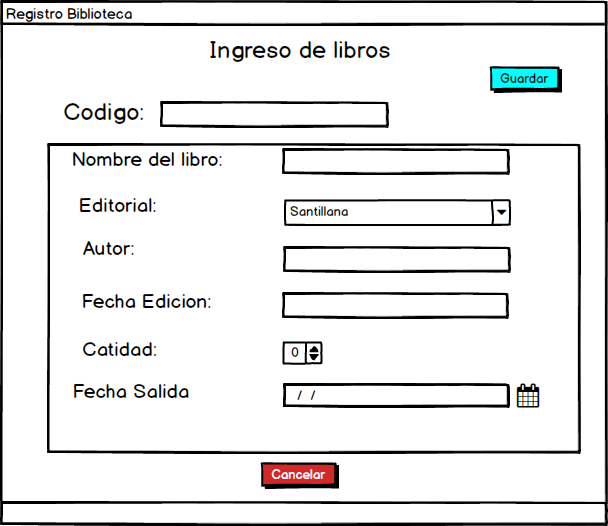 Registro Biblioteca
Ingreso de libros
Guardar
Codigo:
Nombre del libro:
Editorial: Santillana
Autor:
Fecha Edicion:
Catidad: 0
Fecha Salida / /
Cancelar